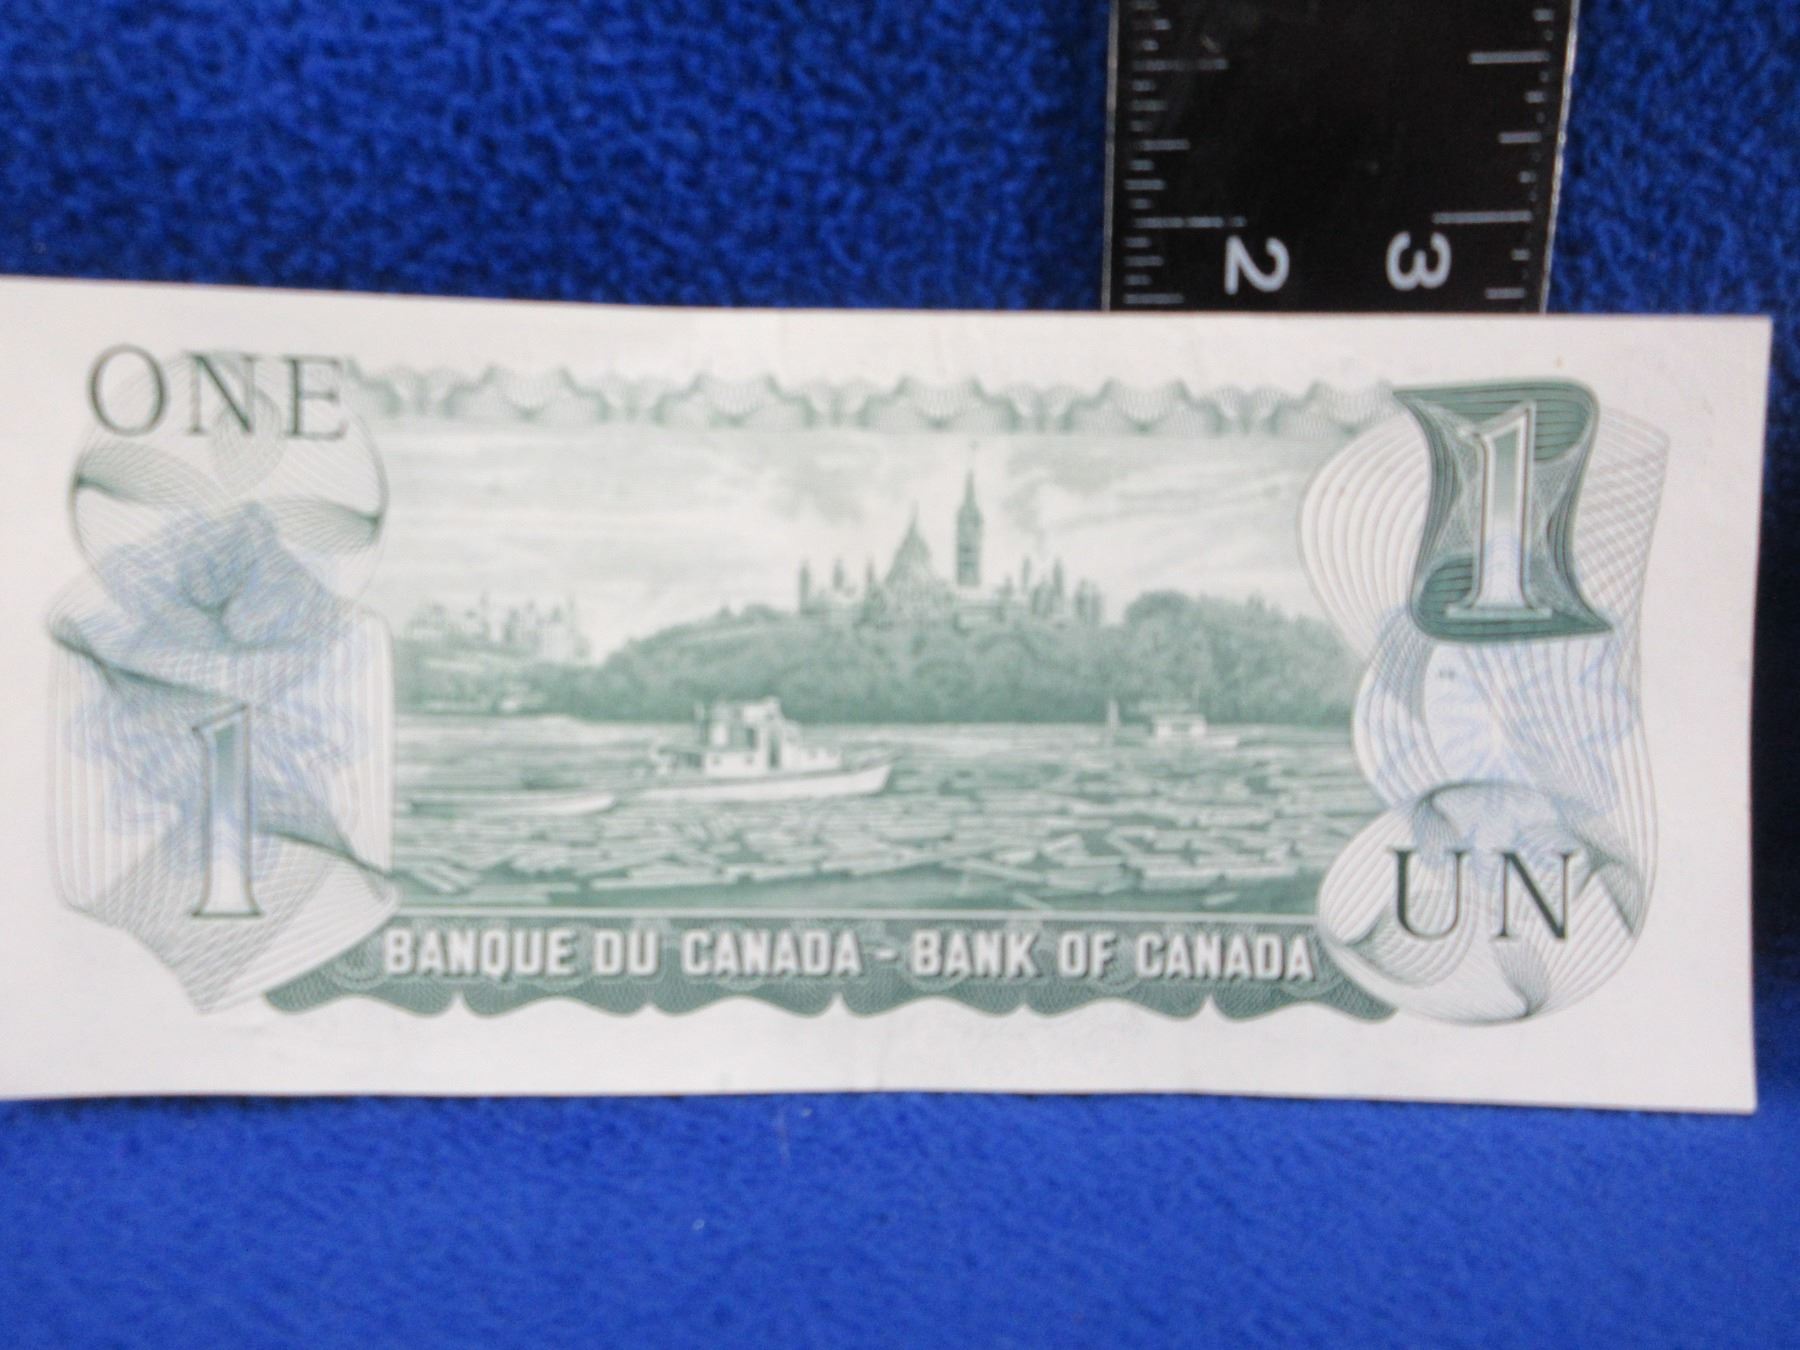 2
3
ONE
1
1
UN
BANQUE DU CANADA - BANK OF CANADA